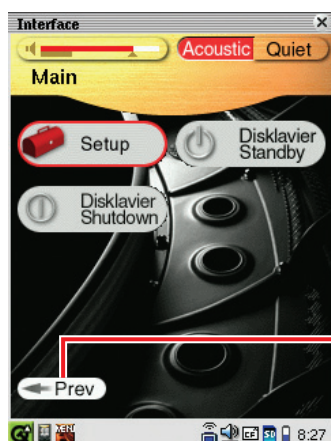 Interface
Acoustic Quiet
Main
Setup
Disklavier
Standby
Disklavier
Shutdown
Prev
8:27